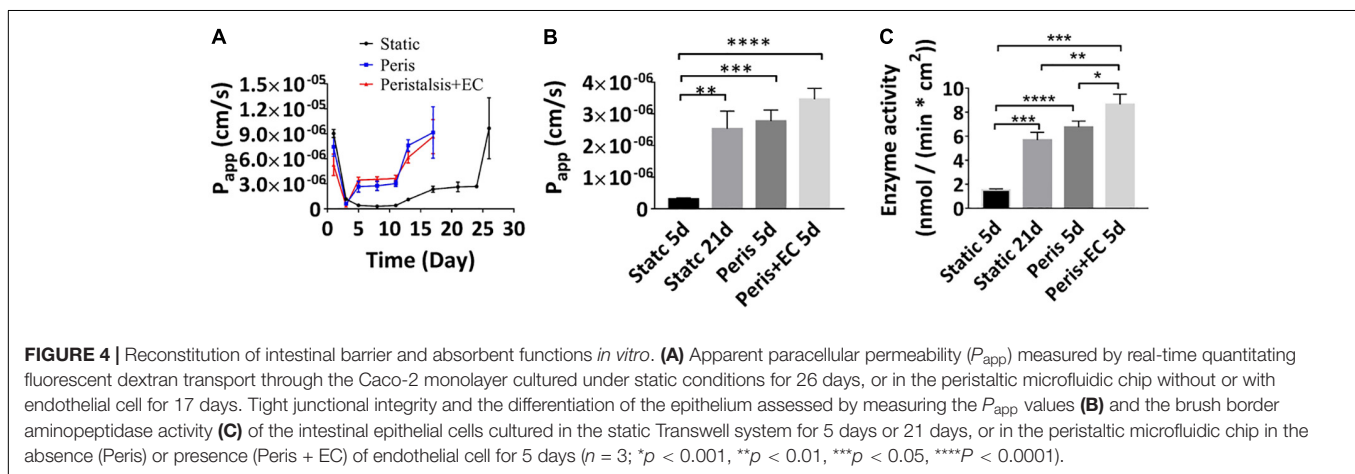 A
Static
Peris
Peristalsis+EC
Papp (cm/s)
1.5×10-05
1.2×10-05
9.0×10-06
6.0×10-06
3.0×10-06
0
0 5 10 15 20 25 30
Time (Day)
B
****
***
**
Papp (cm/s)
4×10-06
3×10-06
2×10-06
1×10-06
0
Statc 5d
Statc 21d
Peris 5d
Peris+EC 5d
C
***
**
*
****
***
Enzyme activity
(nmol / (min * cm2))
10
8
6
4
2
0
Static 5d
Static 21d
Peris 5d
Peris+EC 5d
FIGURE 4 | Reconstitution of intestinal barrier and absorbent functions in vitro. (A) Apparent paracellular permeability (Papp) measured by real-time quantitating
fluorescent dextran transport through the Caco-2 monolayer cultured under static conditions for 26 days, or in the peristaltic microfluidic chip without or with
endothelial cell for 17 days. Tight junctional integrity and the differentiation of the epithelium assessed by measuring the Papp values (B) and the brush border
aminopeptidase activity (C) of the intestinal epithelial cells cultured in the static Transwell system for 5 days or 21 days, or in the peristaltic microfluidic chip in the
absence (Peris) or presence (Peris + EC) of endothelial cell for 5 days (n = 3; *p < 0.001, **p < 0.01, ***p < 0.05, ****P < 0.0001).